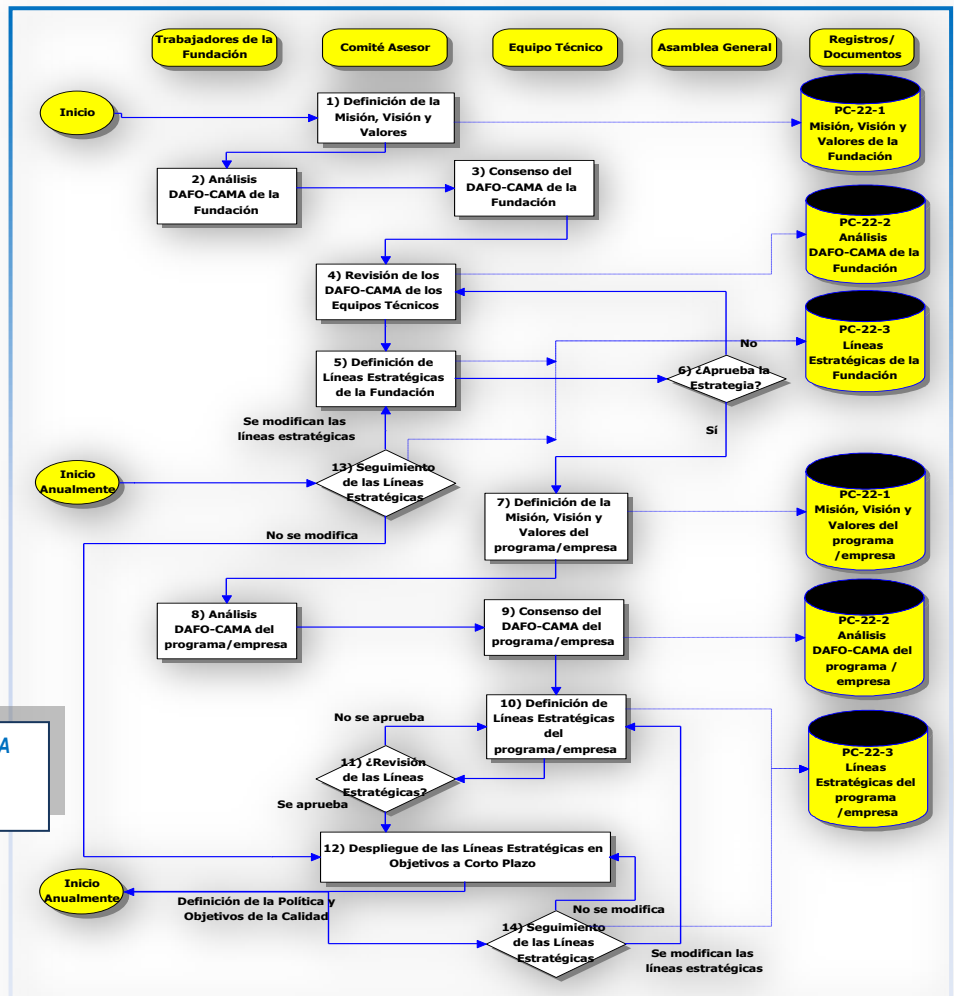 Trabajadores de la
Fundación
Comité Asesor
Equipo Técnico
Asamblea General
Registros/
Documentos
Inicio
1) Definición de la
Misión, Visión y
Valores
PC-22-1
Misión, Visión y
Valores de la
Fundación
2) Análisis
DAFO-CAMA de la
Fundación
3) Consenso del
DAFO-CAMA de la
Fundación
PC-22-2
Análisis
DAFO-CAMA de la
Fundación
4) Revisión de los
DAFO-CAMA de los
Equipos Técnicos
No
PC-22-3
Líneas
Estratégicas de la
Fundación
5) Definición de
Líneas Estratégicas
de la Fundación
6) ¿Aprueba la
Estrategia?
Se modifican las
líneas estratégicas
Sí
Inicio
Anualmente
13) Seguimiento
de las Líneas
Estratégicas
No se modifica
7) Definición de la
Misión, Visión y
Valores del
programa/empresa
PC-22-1
Misión, Visión y
Valores del
programa
/empresa
8) Análisis
DAFO-CAMA del
programa/empresa
9) Consenso del
DAFO-CAMA del
programa/empresa
PC-22-2
Análisis
DAFO-CAMA del
programa /
empresa
10) Definición de
Líneas Estratégicas
del
programa/empresa
No se aprueba
A
11) ¿Revisión
de las Líneas
Estratégicas?
Se aprueba
PC-22-3
Líneas
Estratégicas del
programa
/empresa
12) Despliegue de las Líneas Estratégicas en
Objetivos a Corto Plazo
Inicio
Anualmente
Definición de la Política y
Objetivos de la Calidad
No se modifica
14) Seguimiento
de las Líneas
Estratégicas
Se modifican las
líneas estratégicas